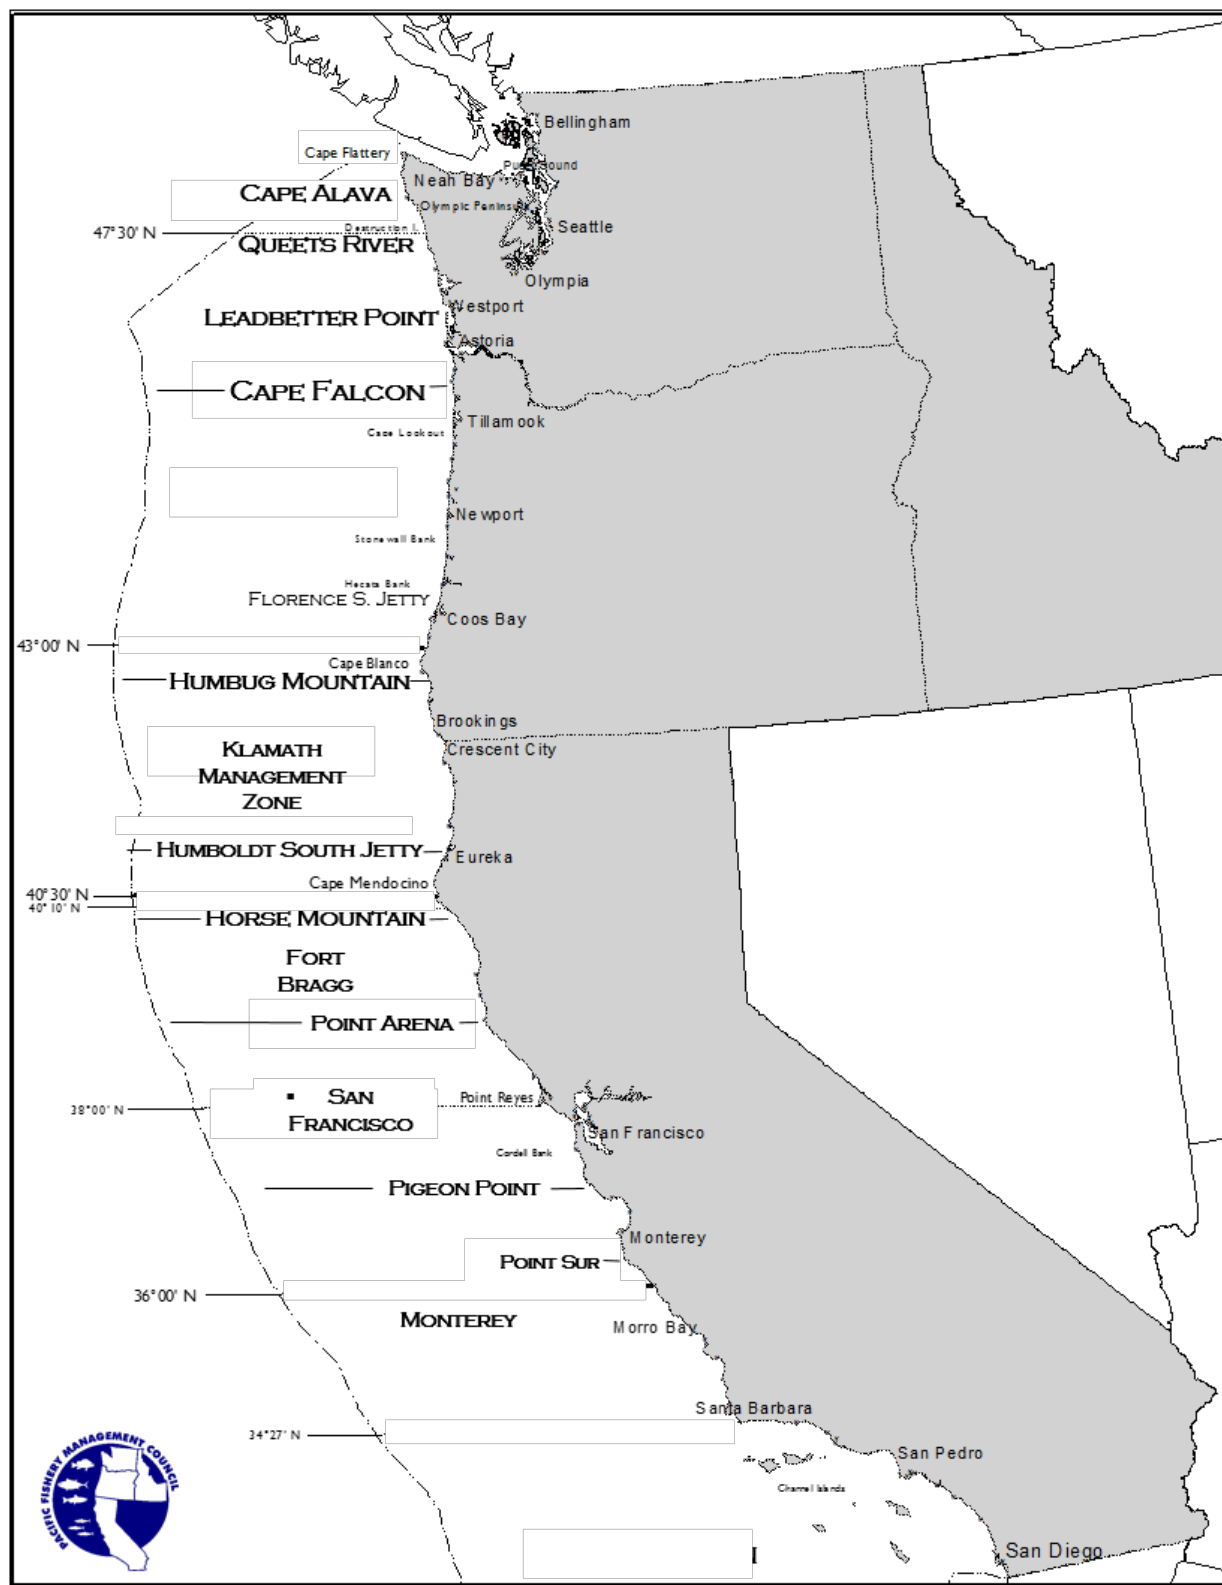 Bellingham
Cape Flattery
Puget Sound
Neah Bay
CAPE ALAVA
Olympic Peninsula
Destruction I.
Seattle
47°30' N
QUEETS RIVER
Olympia
Westport
LEADBETTER POINT
Astoria
CAPE FALCON
Tillamook
Cape Lookout
Newport
Stonewall Bank
Heceta Bank
FLORENCE S. JETTY
Coos Bay
43°00' N
Cape Blanco
HUMBUG MOUNTAIN
Brookings
Crescent City
KLAMATH
MANAGEMENT
ZONE
HUMBOLDT SOUTH JETTY
Eureka
Cape Mendocino
40°30' N
40°10' N
HORSE MOUNTAIN
FORT
BRAGG
POINT ARENA
SAN
FRANCISCO
Point Reyes
38°00' N
San Francisco
Cordell Bank
PIGEON POINT
Monterey
POINT SUR
36°00' N
MONTEREY
Morro Bay
Santa Barbara
34°27' N
San Pedro
Channel Islands
San Diego
PACIFIC FISHERY MANAGEMENT COUNCIL